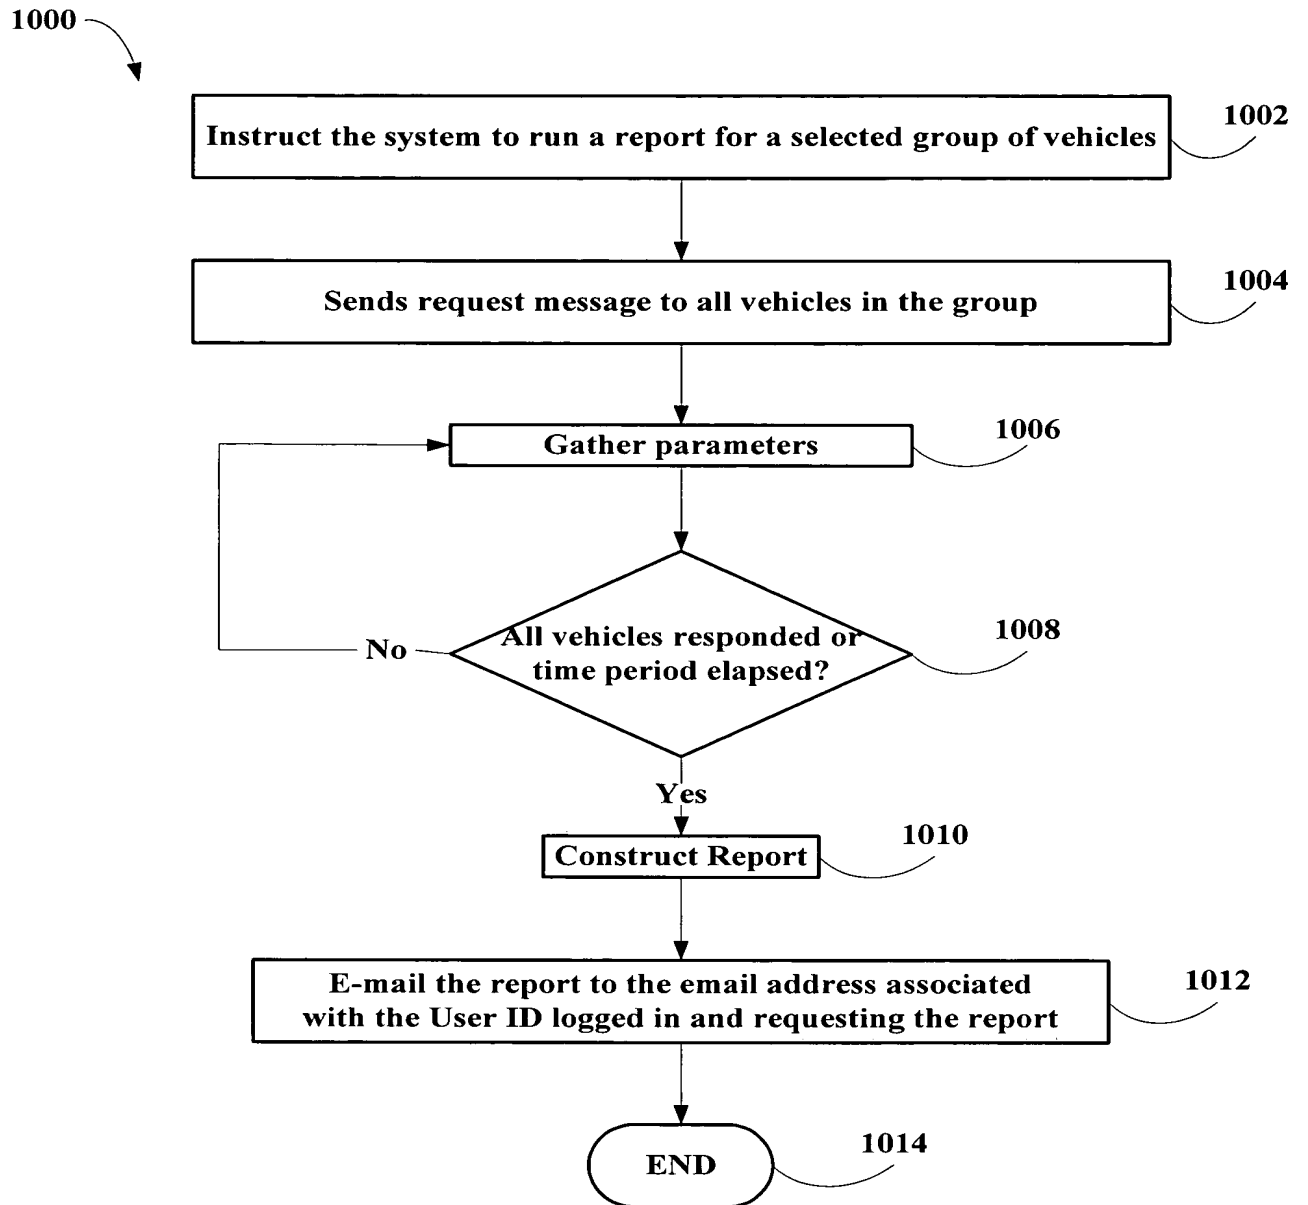 1000
Instruct the system to run a report for a selected group of vehicles
1002
Sends request message to all vehicles in the group
1004
Gather parameters
1006
All vehicles responded or
time period elapsed?
1008
No
Yes
Construct Report
1010
E-mail the report to the email address associated
with the User ID logged in and requesting the report
1012
END
1014